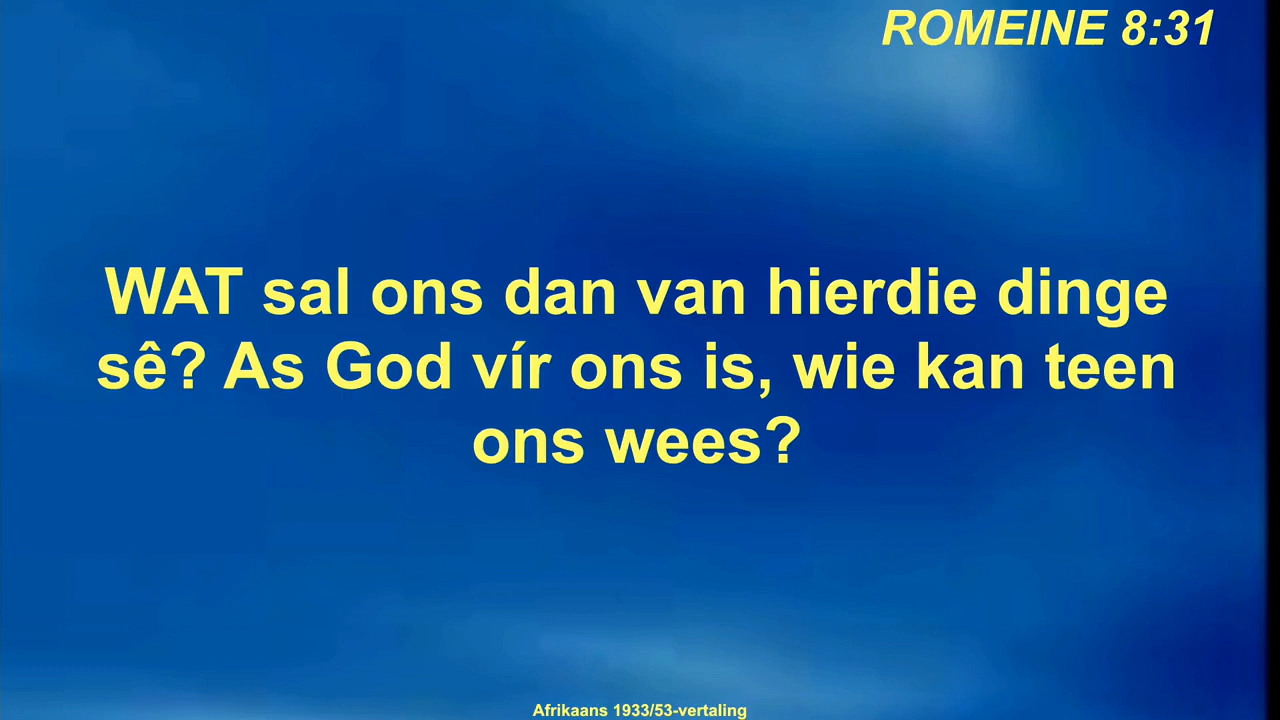 ROMEINE 8:31
WAT sal ons dan van hierdie dinge
sê? As God vír ons is, wie kan teen
ons wees?
Afrikaans 1933/53-vertaling